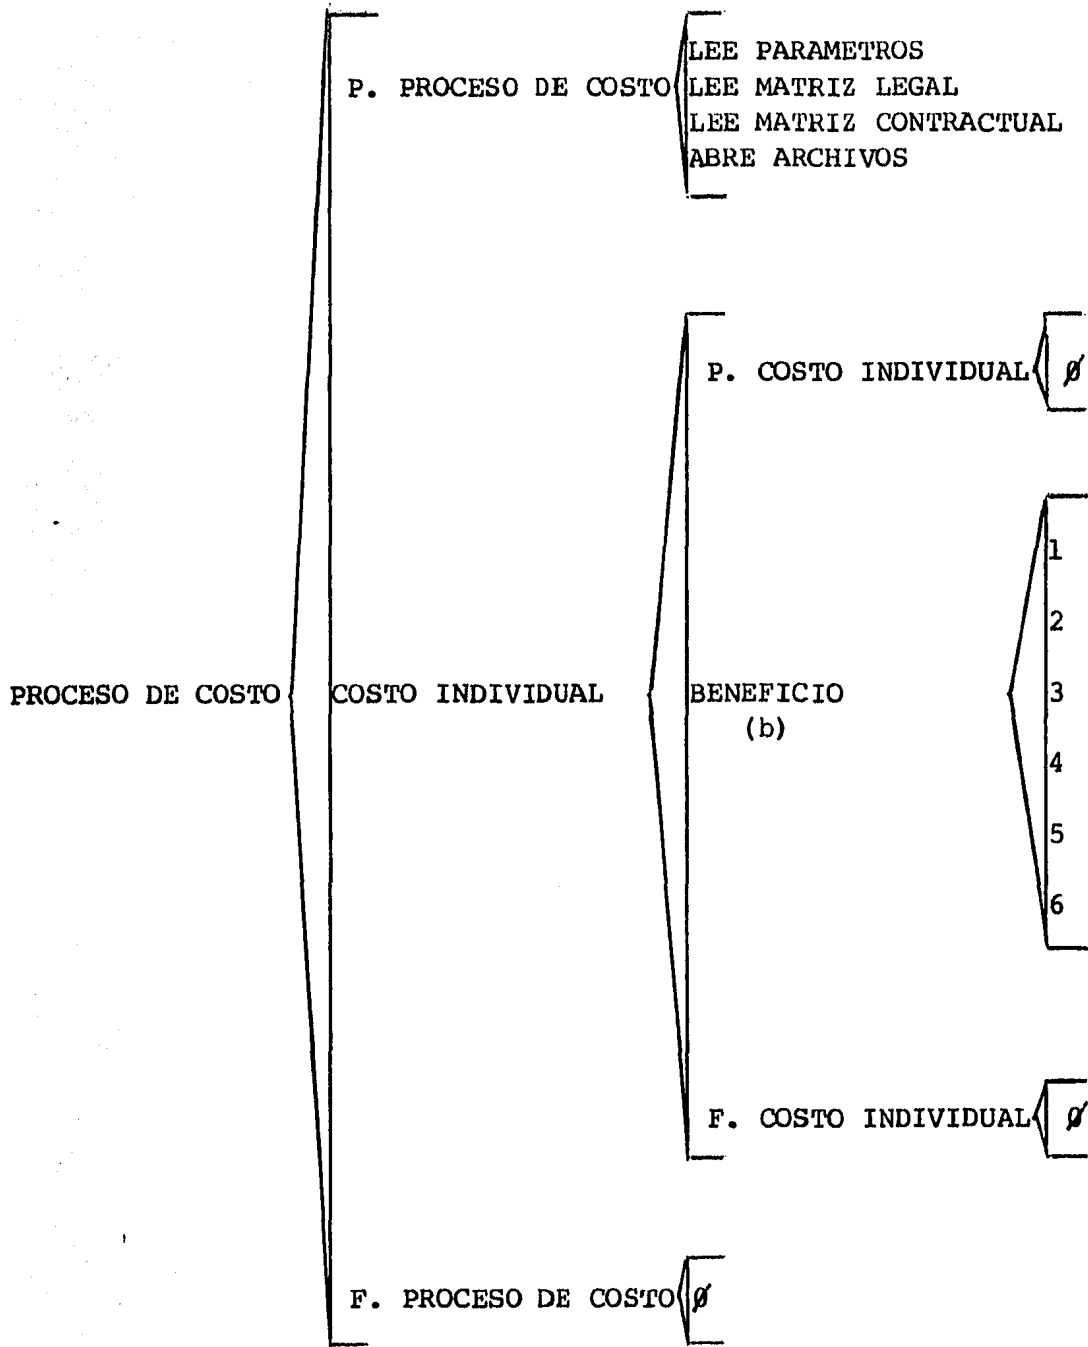 LEE PARAMETROS
P. PROCESO DE COSTO
LEE MATRIZ LEGAL
LEE MATRIZ CONTRACTUAL
ABRE ARCHIVOS
P. COSTO INDIVIDUAL
Ø
1
2
PROCESO DE COSTO
COSTO INDIVIDUAL
BENEFICIO
(b)
3
4
5
6
F. COSTO INDIVIDUAL
Ø
F. PROCESO DE COSTO
Ø